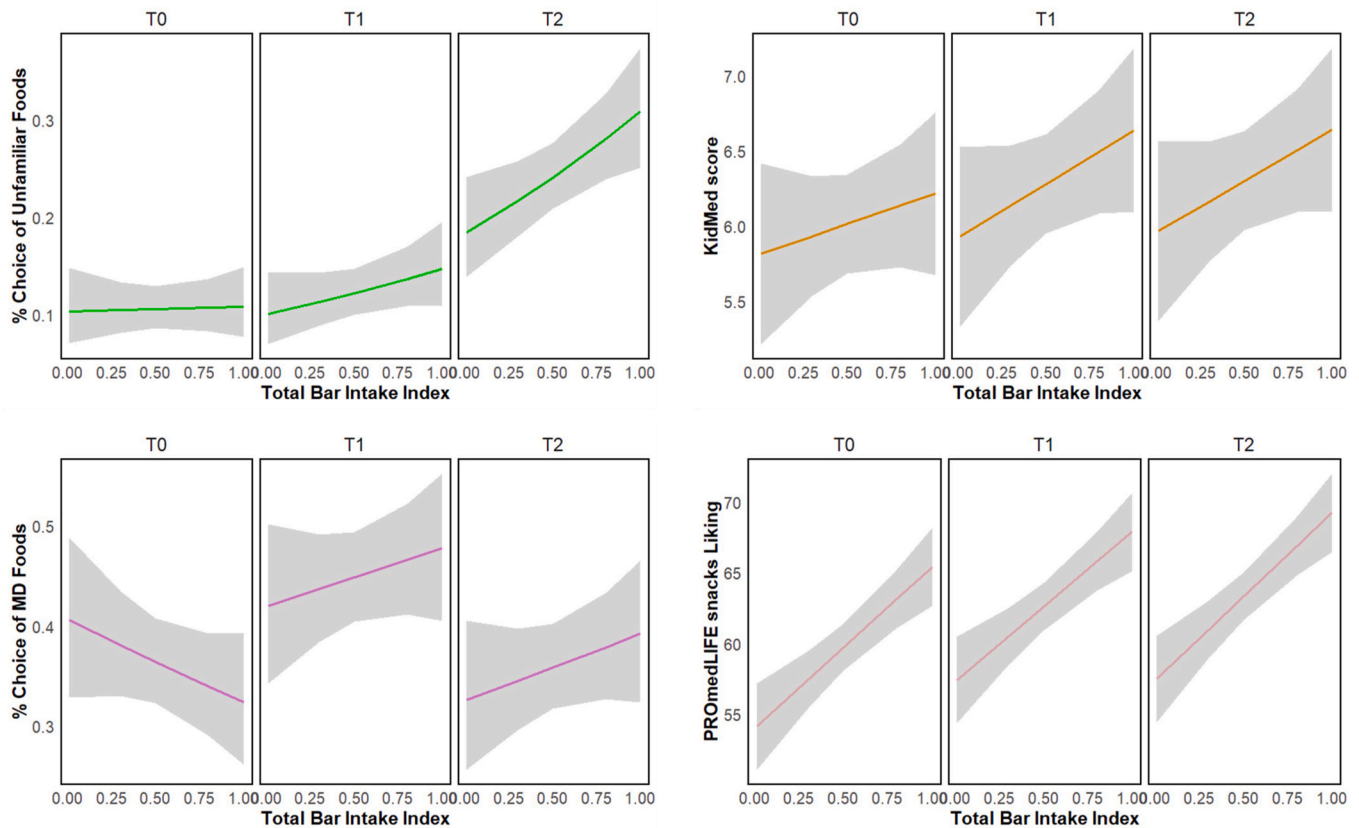 T0 T1 T2
% Choice of Unfamiliar Foods
0.3
0.2
0.1
0.00 0.25 0.50 0.75 1.00 0.00 0.25 0.50 0.75 1.00 0.00 0.25 0.50 0.75 1.00
Total Bar Intake Index
T0 T1 T2
KidMed score
7.0
6.5
6.0
5.5
0.00 0.25 0.50 0.75 1.00 0.00 0.25 0.50 0.75 1.00 0.00 0.25 0.50 0.75 1.00
Total Bar Intake Index
T0 T1 T2
% Choice of MD Foods
0.5
0.4
0.3
0.00 0.25 0.50 0.75 1.00 0.00 0.25 0.50 0.75 1.00 0.00 0.25 0.50 0.75 1.00
Total Bar Intake Index
T0 T1 T2
PROmedLIFE snacks Liking
70
65
60
55
0.00 0.25 0.50 0.75 1.00 0.00 0.25 0.50 0.75 1.00 0.00 0.25 0.50 0.75 1.00
Total Bar Intake Index